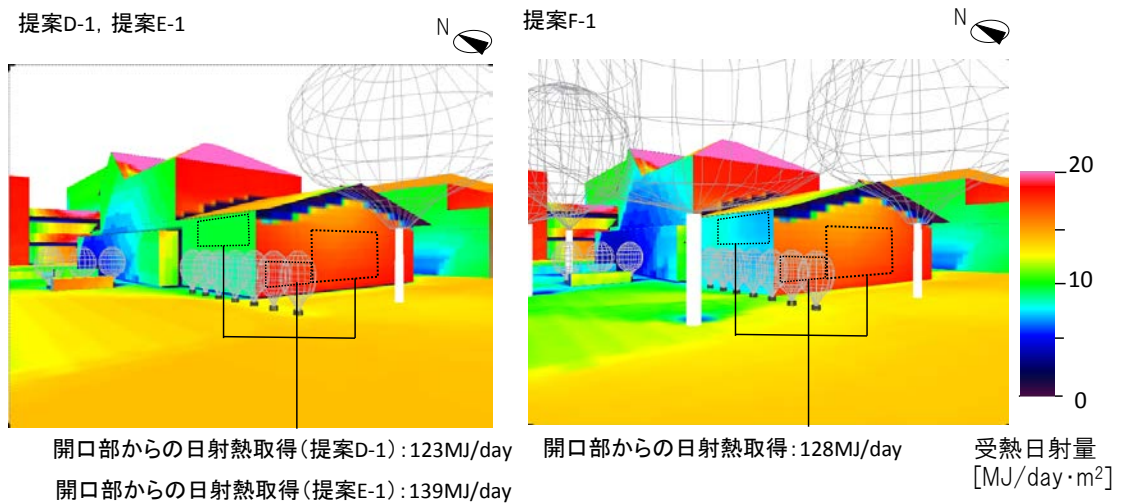 提案D-1, 提案E-1
N
提案F-1
N
20
10
0
開口部からの日射熱取得(提案D-1):123MJ/day
開口部からの日射熱取得(提案E-1):139MJ/day
開口部からの日射熱取得:128MJ/day
受熱日射量
[MJ/day・m²]